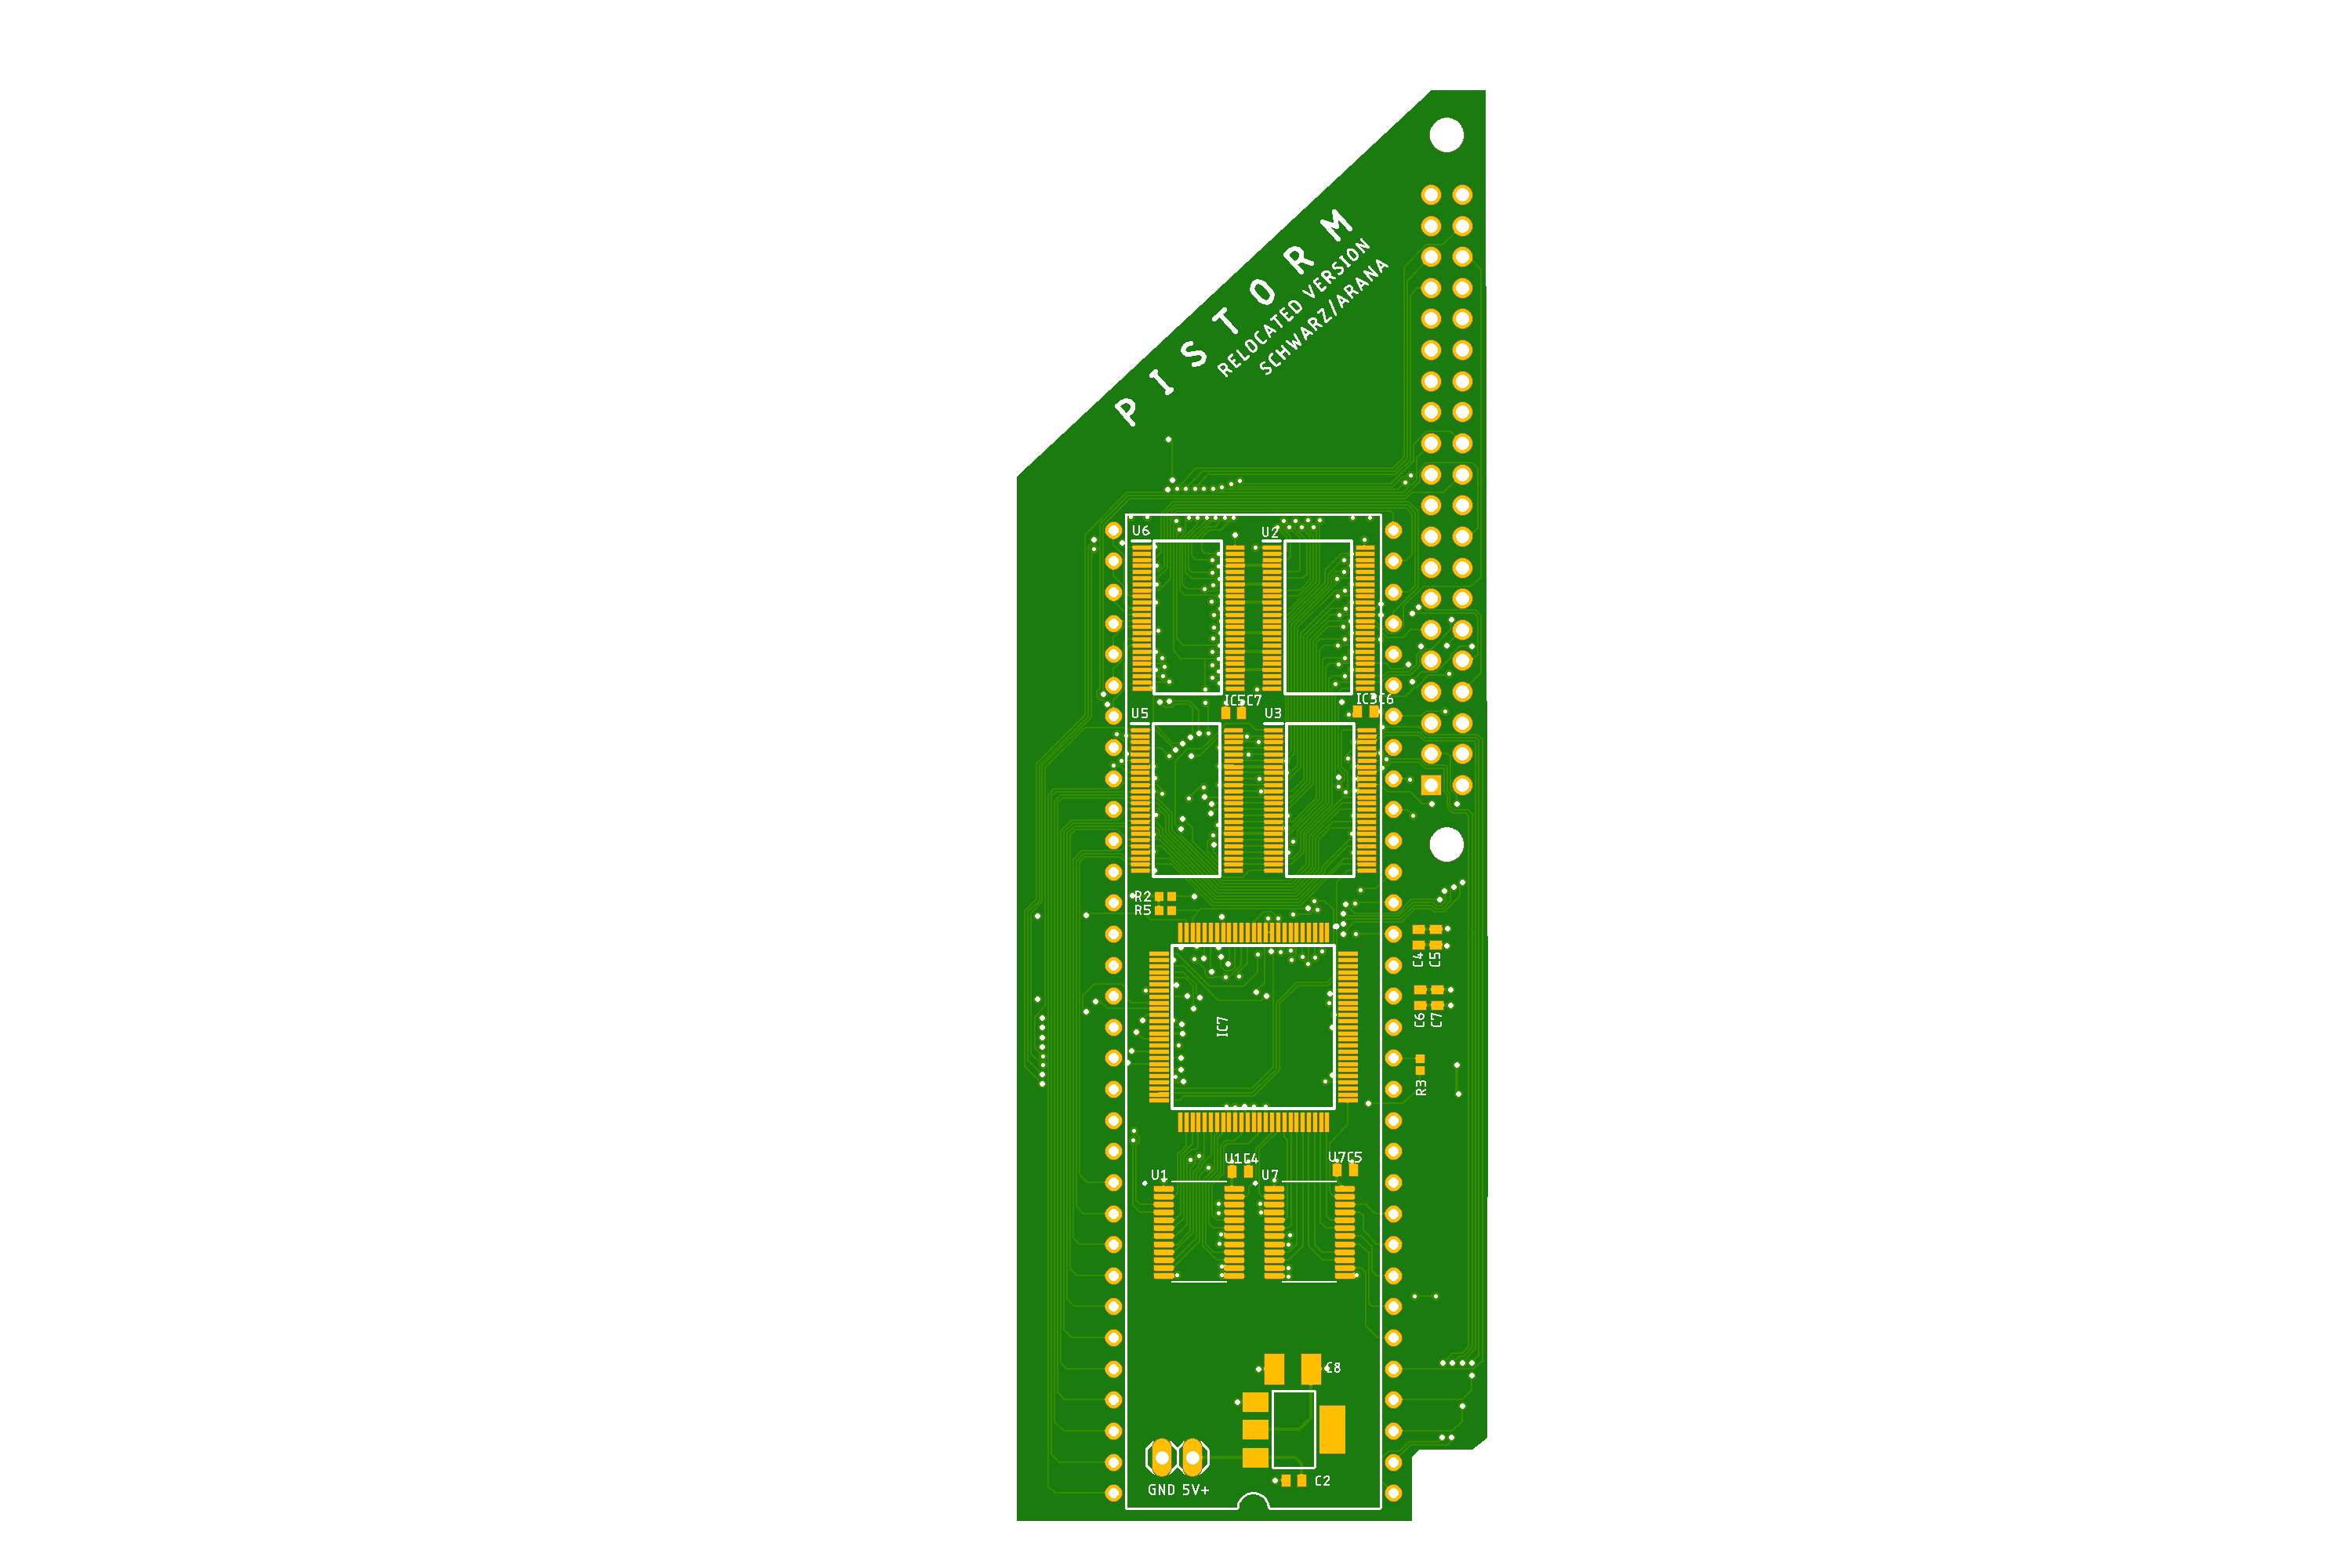 P I S T O R M
RELOCATED VERSION
SCHWARZ/ARANA
U6
U2
IC5C7
IC3C6
U5
U3
R2
R5
C4
C5
IC7
C6
C7
R3
U1C4
U7C5
U1
U7
C8
C2
GND 5V+